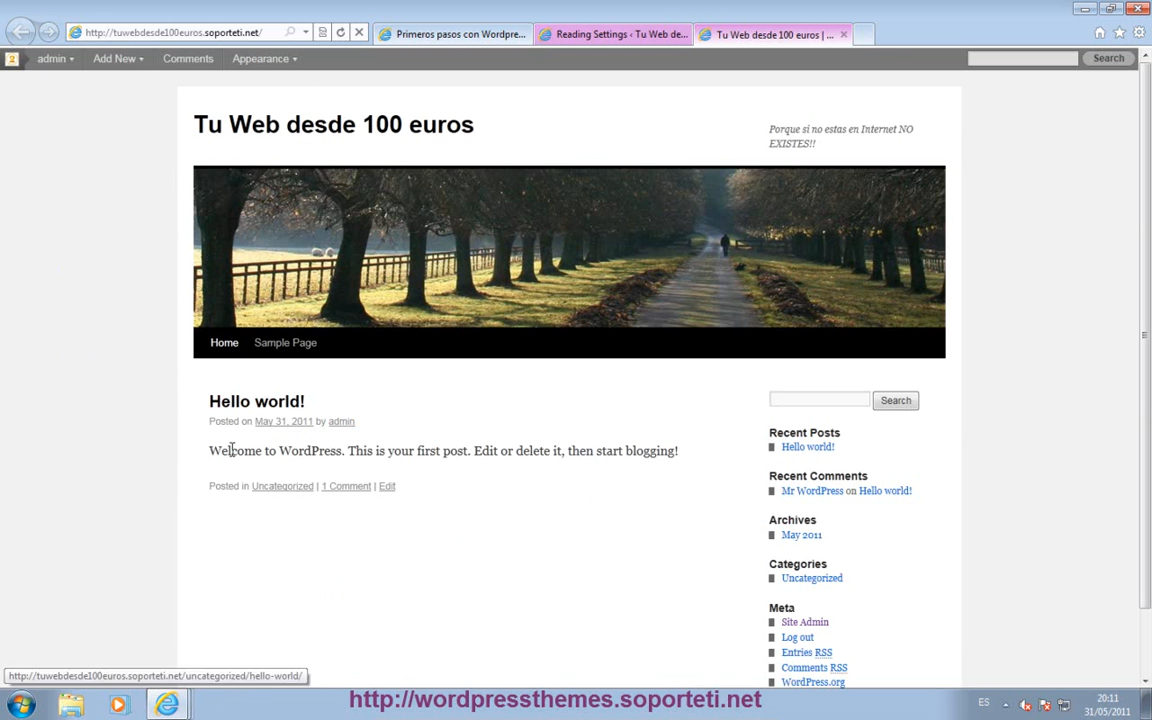 http://tuwebdesde100euros.soporteti.net/
Primeros pasos con Wordpre...
Reading Settings ‹ Tu Web de...
Tu Web desde 100 euros | ...
2
admin
Add New
Comments
Appearance
Search
Tu Web desde 100 euros
Porque si no estas en Internet NO
EXISTES!!
Home
Sample Page
Hello world!
Posted on May 31, 2011 by admin
Welcome to WordPress. This is your first post. Edit or delete it, then start blogging!
Posted in Uncategorized | 1 Comment | Edit
Search
Recent Posts
Hello world!
Recent Comments
Mr WordPress on Hello world!
Archives
May 2011
Categories
Uncategorized
Meta
Site Admin
Log out
Entries RSS
Comments RSS
WordPress.org
http://tuwebdesde100euros.soporteti.net/uncategorized/hello-world/
http://wordpressthemes.soporteti.net
ES
20:11
31/05/2011